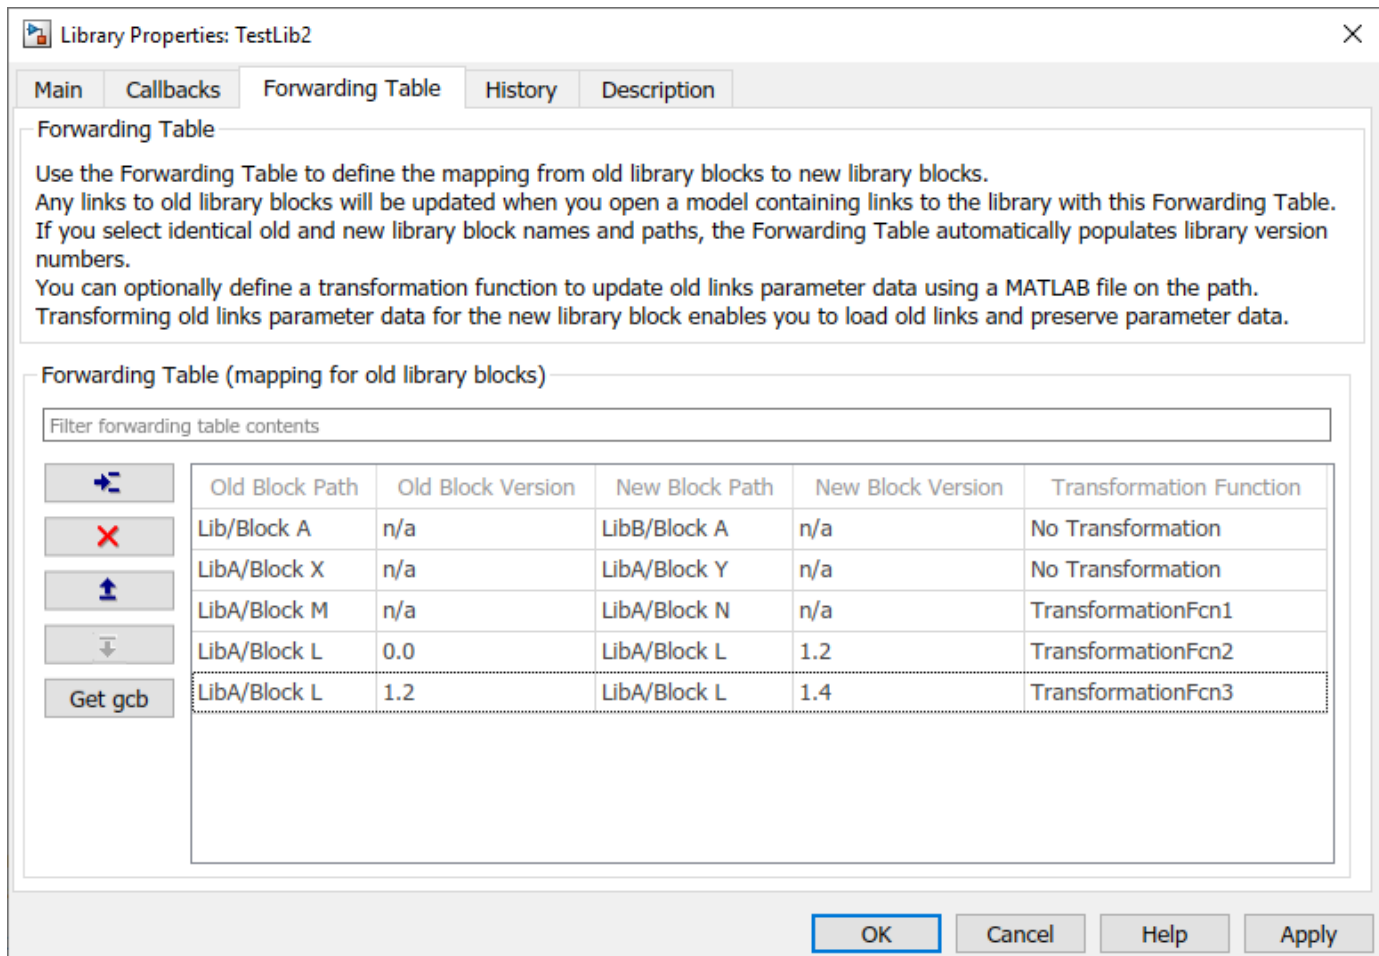 Library Properties: TestLib2
Main Callbacks Forwarding Table History Description
Forwarding Table
Use the Forwarding Table to define the mapping from old library blocks to new library blocks.
Any links to old library blocks will be updated when you open a model containing links to the library with this Forwarding Table.
If you select identical old and new library block names and paths, the Forwarding Table automatically populates library version
numbers.
You can optionally define a transformation function to update old links parameter data using a MATLAB file on the path.
Transforming old links parameter data for the new library block enables you to load old links and preserve parameter data.
Forwarding Table (mapping for old library blocks)
Filter forwarding table contents
Old Block Path Old Block Version New Block Path New Block Version Transformation Function
Lib/Block A n/a LibB/Block A n/a No Transformation
LibA/Block X n/a LibA/Block Y n/a No Transformation
LibA/Block M n/a LibA/Block N n/a TransformationFcn1
LibA/Block L 0.0 LibA/Block L 1.2 TransformationFcn2
LibA/Block L 1.2 LibA/Block L 1.4 TransformationFcn3
Get gcb
OK Cancel Help Apply